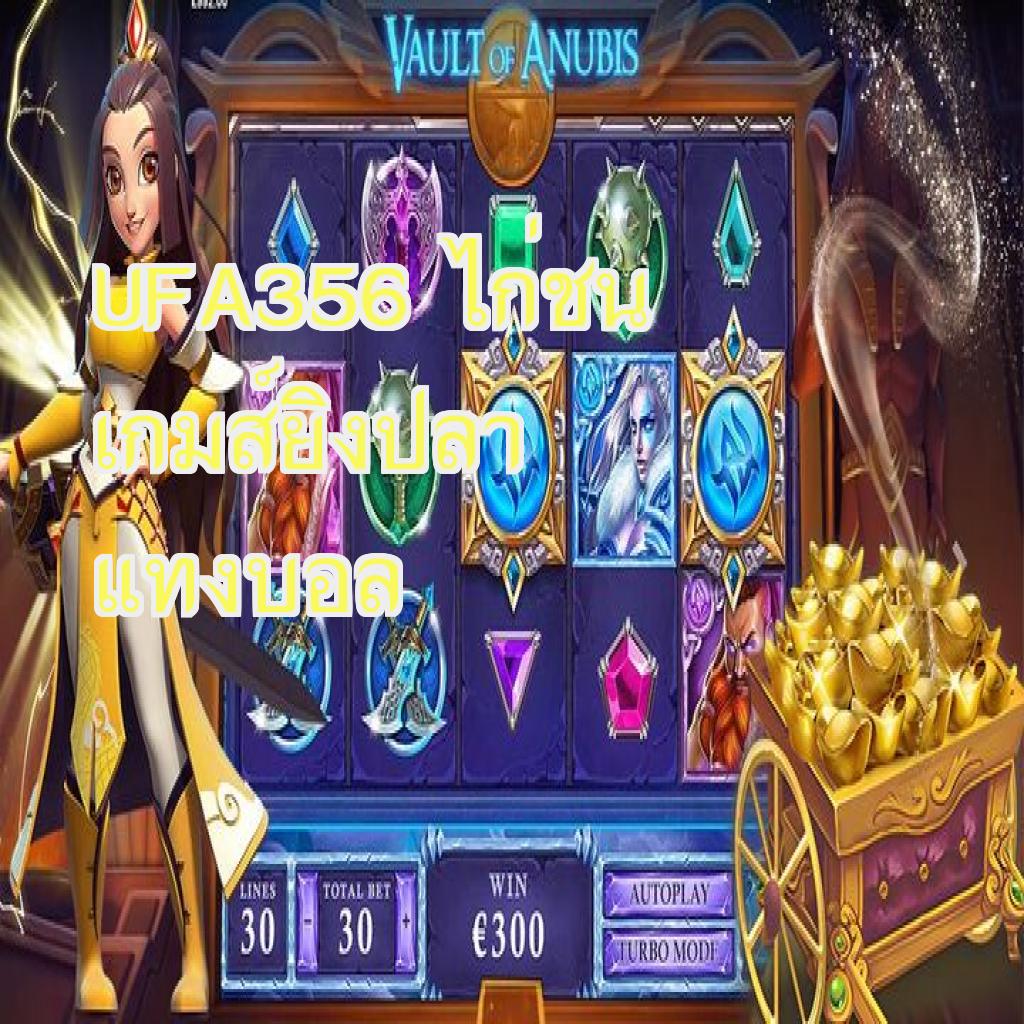 VAULT OF ANUBIS
UFA356 ไก่ชน
เกมส์ยิงปลา
แทงบอล
LINES
30
TOTAL BET
- 30 +
WIN
€300
AUTOPLAY
TURBO MODE